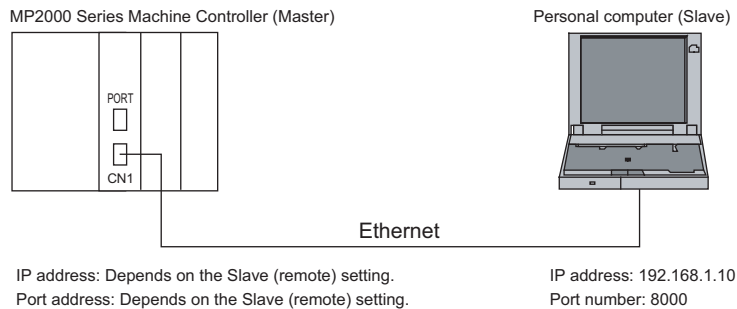 MP2000 Series Machine Controller (Master)
Personal computer (Slave)
PORT
CN1
Ethernet
IP address: Depends on the Slave (remote) setting.
Port address: Depends on the Slave (remote) setting.
IP address: 192.168.1.10
Port number: 8000